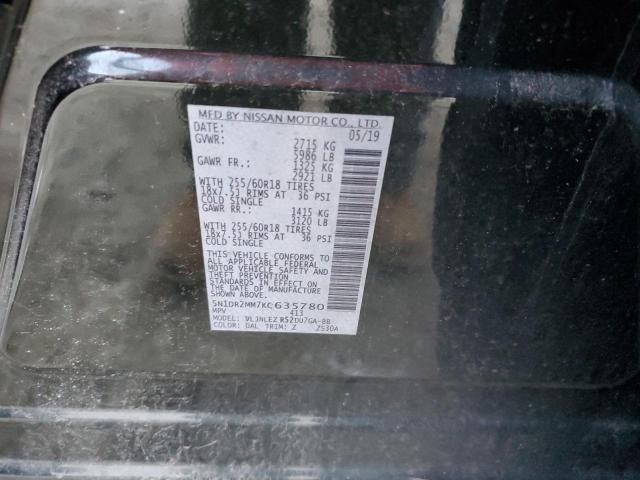 MFD BY NISSAN MOTOR CO., LTD.
DATE: 05/19
GVWR: 2715 KG
5986 LB
GAWR FR.: 1325 KG
2921 LB
WITH 255/60R18 TIRES
18x7.5J RIMS AT 36 PSI
COLD SINGLE
GAWR RR.: 1415 KG
3120 LB
WITH 255/60R18 TIRES
18x7.5J RIMS AT 36 PSI
COLD SINGLE
THIS VEHICLE CONFORMS TO
ALL APPLICABLE FEDERAL
MOTOR VEHICLE SAFETY AND
THEFT PREVENTION
STANDARDS IN EFFECT ON
THE DATE OF MANUFACTURE
SHOWN ABOVE.
5N1DR2MM7KC635780
MPV 413
MODEL: VLJNLEZ R52DU7GA-BB
COLOR: DAL TRIM: Z ZS30A